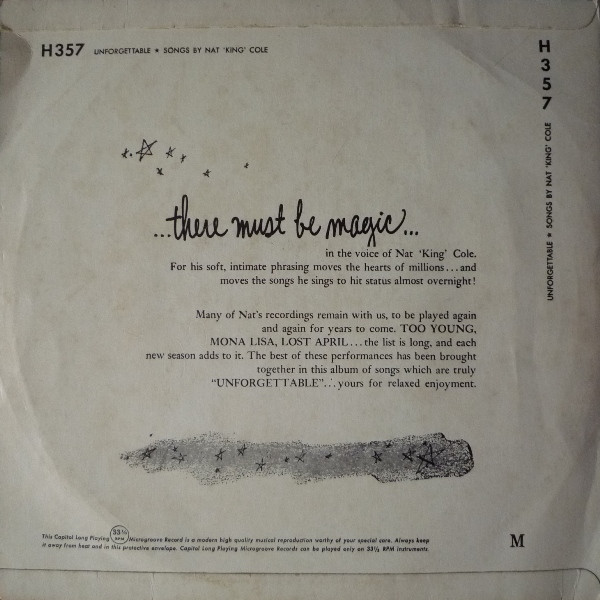 H357 UNFORGETTABLE ★ SONGS BY NAT 'KING' COLE
H
3
5
7
UNFORGETTABLE ★ SONGS BY NAT 'KING' COLE
...there must be magic...
in the voice of Nat 'King' Cole.
For his soft, intimate phrasing moves the hearts of millions...and
moves the songs he sings to hit status almost overnight!
Many of Nat's recordings remain with us, to be played again
and again for years to come. TOO YOUNG,
MONA LISA, LOST APRIL...the list is long, and each
new season adds to it. The best of these performances has been brought
together in this album of songs which are truly
"UNFORGETTABLE"...yours for relaxed enjoyment.
This Capitol Long Playing 33⅓ RPM Microgroove Record is a modern high quality musical reproduction worthy of your special care. Always keep
it away from heat and in this protective envelope. Capitol Long Playing Microgroove Records can be played only on 33⅓ RPM instruments.
M